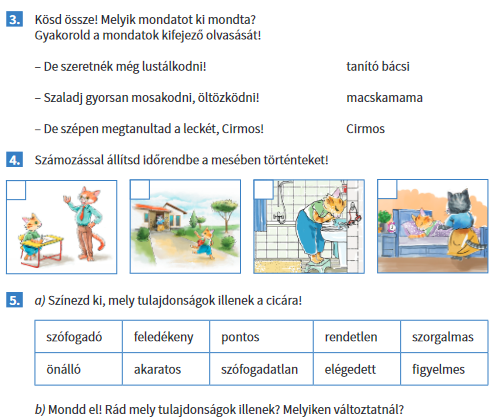 3. Kösd össze! Melyik mondatot ki mondta?
Gyakorold a mondatok kifejező olvasását!
– De szeretnék még lustálkodni! tanító bácsi
– Szaladj gyorsan mosakodni, öltözködni! macskamama
– De szépen megtanultad a leckét, Cirmos! Cirmos
4. Számozással állítsd időrendbe a mesében történteket!
5. a) Színezd ki, mely tulajdonságok illenek a cicára!
szófogadó feledékeny pontos rendetlen szorgalmas
önálló akaratos szófogadatlan elégedett figyelmes
b) Mondd el! Rád mely tulajdonságok illenek? Melyiken változtatnál?